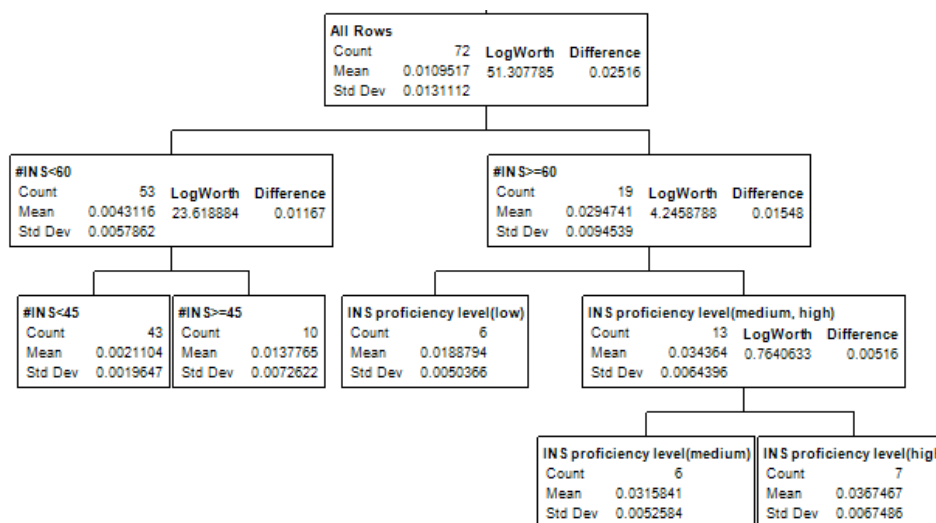 All Rows
Count 72 LogWorth Difference
Mean 0.0109517 51.307785 0.02516
Std Dev 0.0131112
#INS<60
Count 53 LogWorth Difference
Mean 0.0043116 23.618884 0.01167
Std Dev 0.0057862
#INS>=60
Count 19 LogWorth Difference
Mean 0.0294741 4.2458788 0.01548
Std Dev 0.0094539
#INS<45
Count 43
Mean 0.0021104
Std Dev 0.0019647
#INS>=45
Count 10
Mean 0.0137765
Std Dev 0.0072622
INS proficiency level(low)
Count 6
Mean 0.0188794
Std Dev 0.0050366
INS proficiency level(medium, high)
Count 13 LogWorth Difference
Mean 0.034364 0.7640633 0.00516
Std Dev 0.0064396
INS proficiency level(medium)
Count 6
Mean 0.0315841
Std Dev 0.0052584
INS proficiency level(high
Count 7
Mean 0.0367467
Std Dev 0.0067486